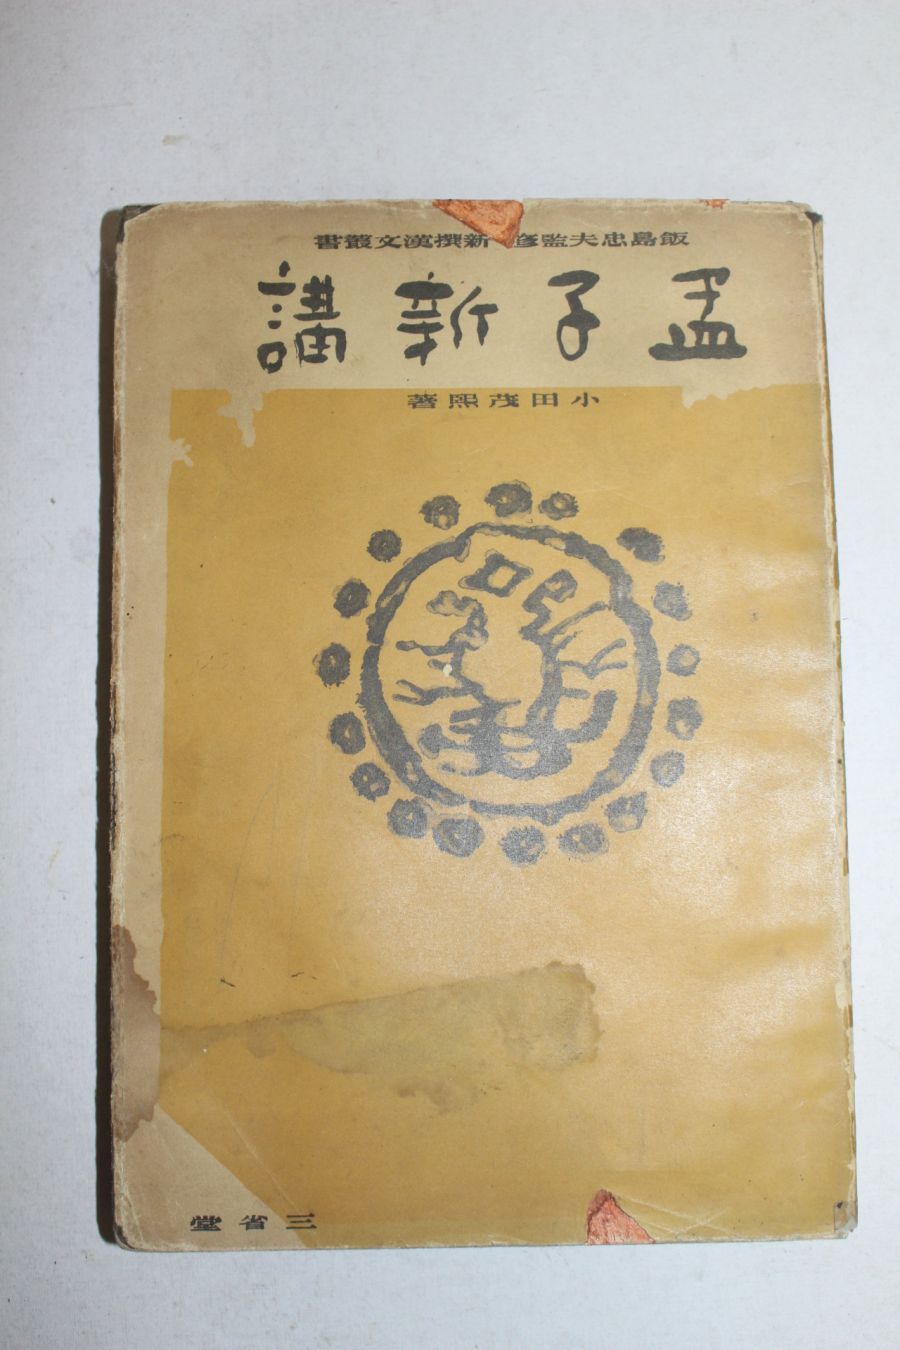 飯島忠夫監修 新撰漢文叢書
孟子新講
小田茂熙著
三省堂